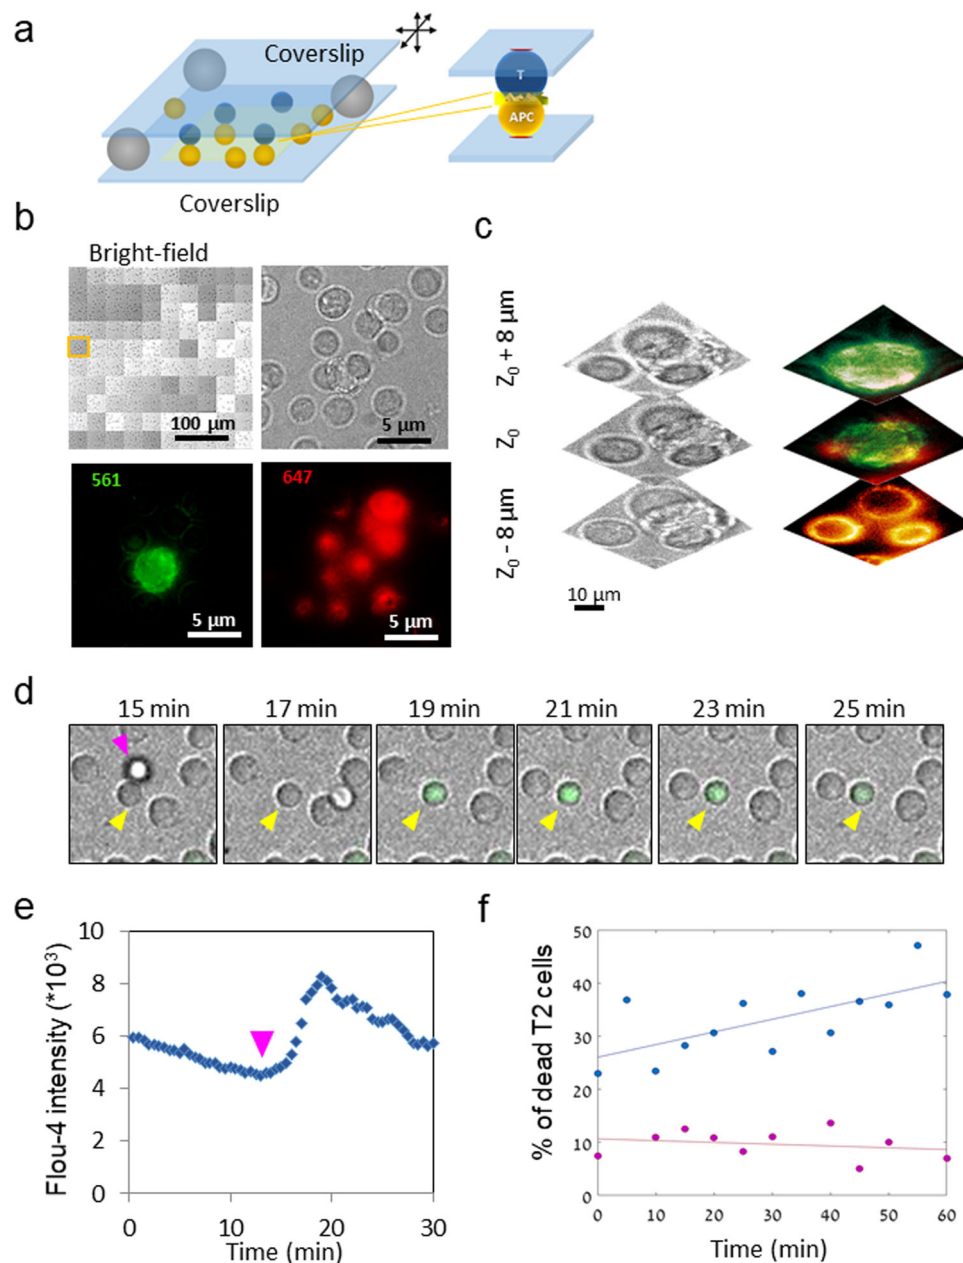 a
Coverslip
T
APC
Coverslip
b
Bright-field
100 µm
5 µm
561
5 µm
647
5 µm
c
Z0 + 8 µm
Z0
Z0 - 8 µm
10 µm
d
15 min
17 min
19 min
21 min
23 min
25 min
e
Flou-4 intensity (*10³)
10
8
6
4
2
0
0
10
20
30
Time (min)
f
% of dead T2 cells
50
40
30
20
10
0
0
10
20
30
40
50
60
Time (min)